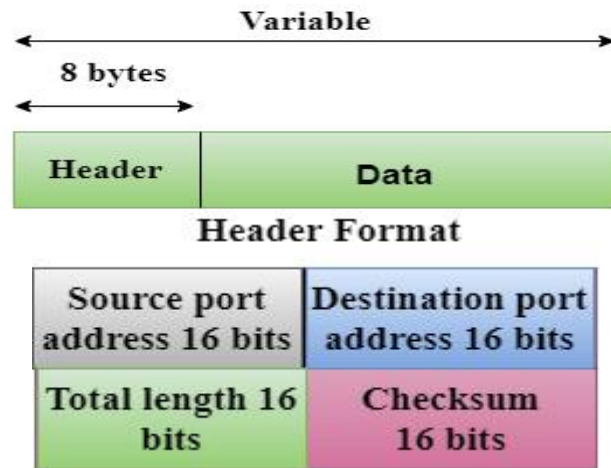 Variable
8 bytes
Header
Data
Header Format
Source port
address 16 bits
Destination port
address 16 bits
Total length 16
bits
Checksum
16 bits